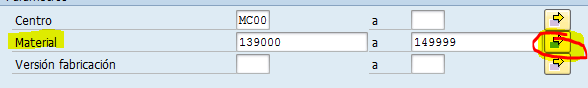 Centro MC00 a
Material 139000 a 149999
Versión fabricación a